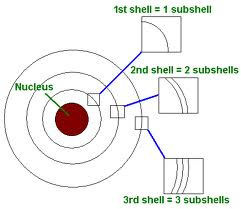 1st shell = 1 subshell
2nd shell = 2 subshells
Nucleus
3rd shell = 3 subshells